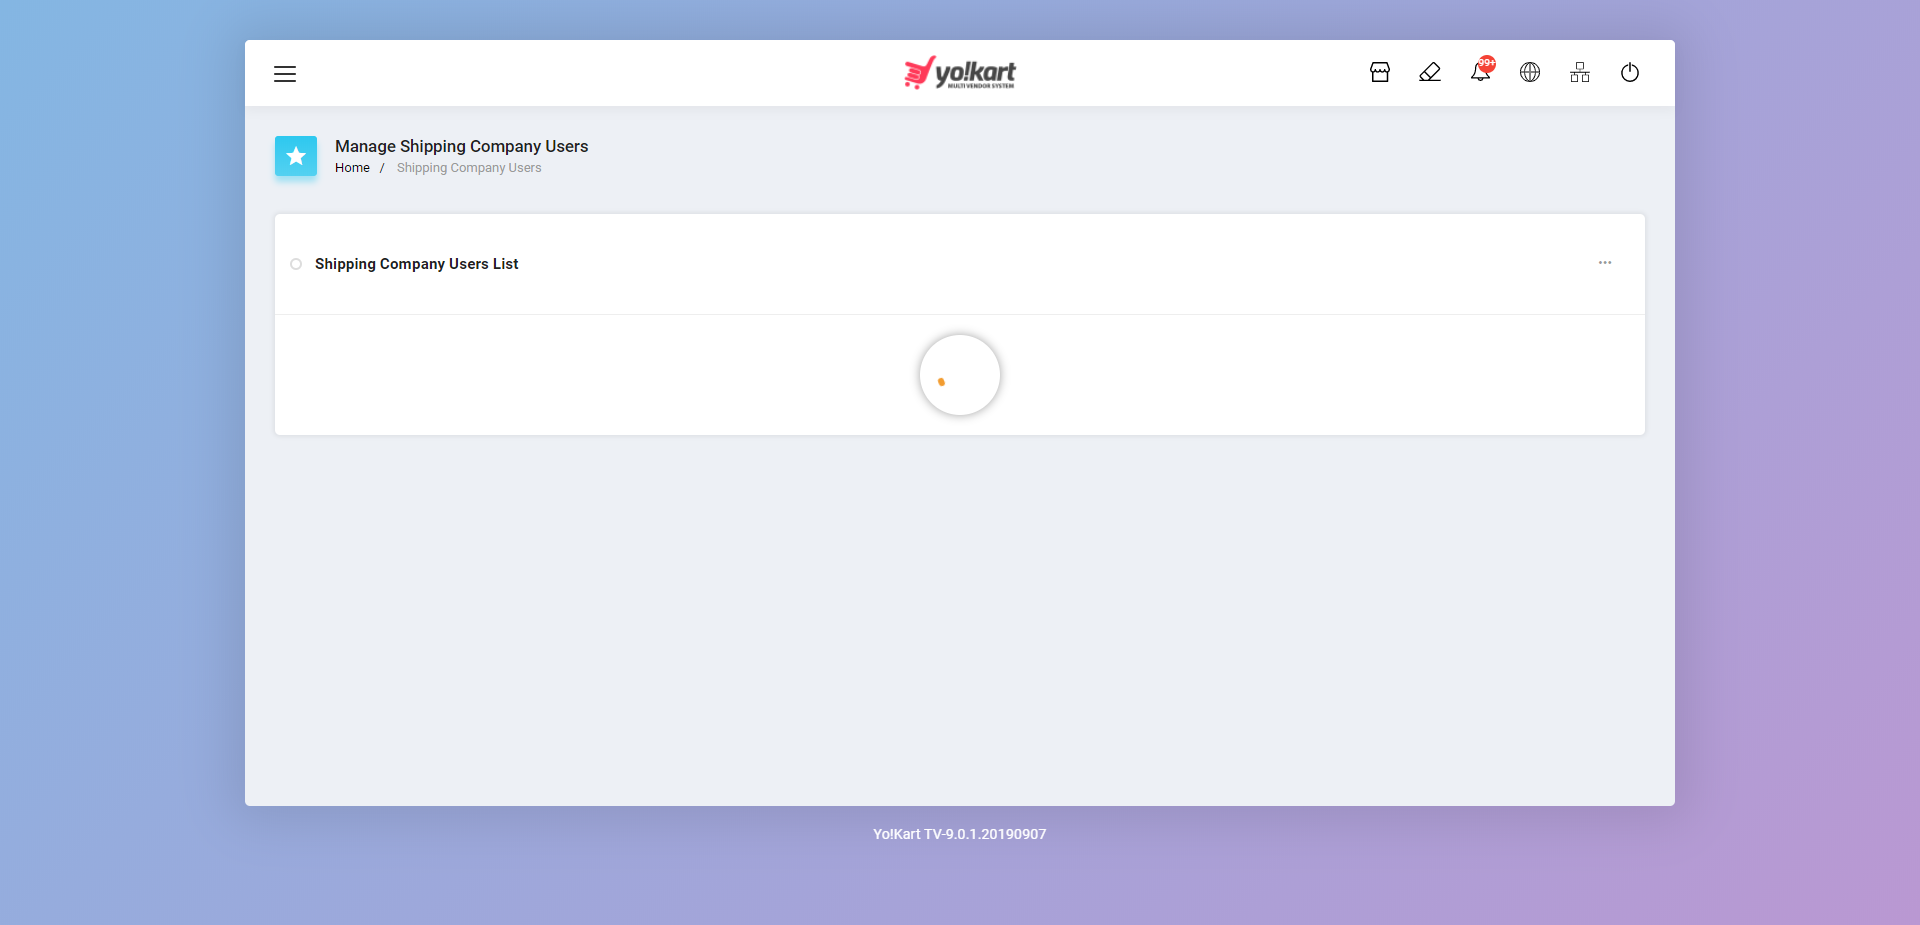 yo!kart
MULTI VENDOR SYSTEM
99+
Manage Shipping Company Users
Home / Shipping Company Users
Shipping Company Users List
Yo!Kart TV-9.0.1.20190907